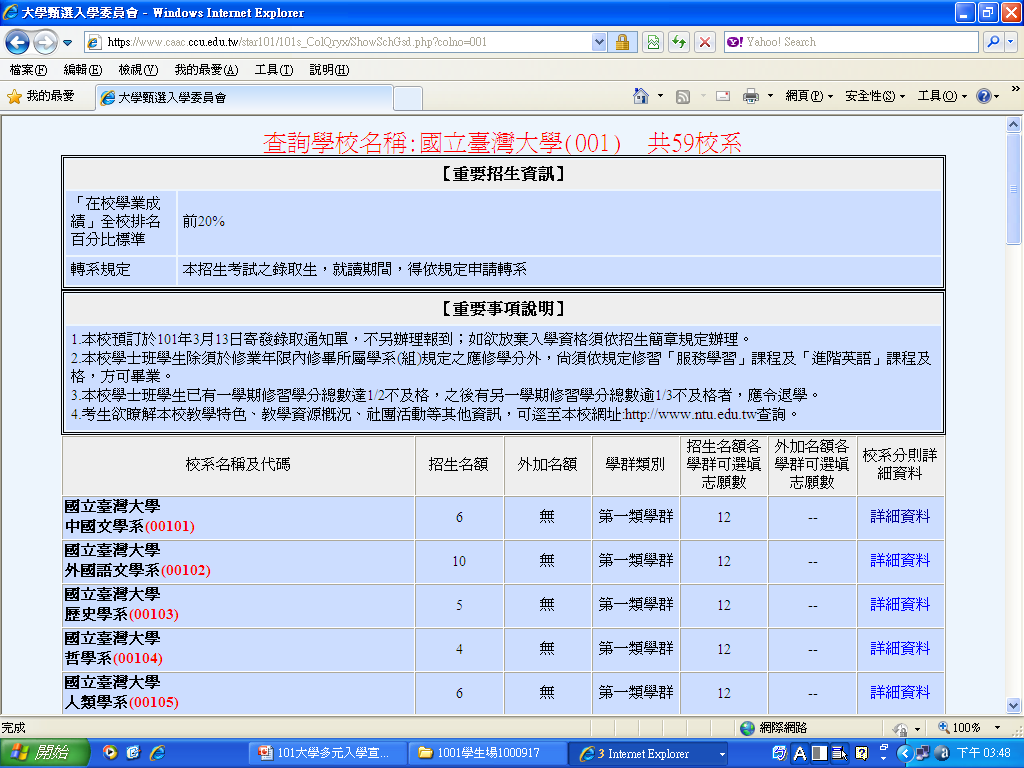 大學甄選入學委員會 - Windows Internet Explorer
https://www.caac.ccu.edu.tw/star101/101s_ColQryx/ShowSchGsd.php?colno=001
Yahoo! Search
檔案(F) 編輯(E) 檢視(V) 我的最愛(A) 工具(T) 說明(H)
我的最愛 大學甄選入學委員會 網頁(P) 安全性(S) 工具(O)
查詢學校名稱:國立臺灣大學(001) 共59校系
【重要招生資訊】
「在校學業成
績」全校排名
百分比標準
前20%
轉系規定 本招生考試之錄取生，就讀期間，得依規定申請轉系
【重要事項說明】
1.本校預訂於101年3月13日寄發錄取通知單，不另辦理報到；如欲放棄入學資格須依招生簡章規定辦理。
2.本校學士班學生除須於修業年限內修畢所屬學系(組)規定之應修學分外，尚須依規定修習「服務學習」課程及「進階英語」課程及
格，方可畢業。
3.本校學士班學生已有一學期修習學分總數達1/2不及格，之後有另一學期修習學分總數逾1/3不及格者，應令退學。
4.考生欲瞭解本校教學特色、教學資源概況、社團活動等其他資訊，可逕至本校網址:http://www.ntu.edu.tw查詢。
校系名稱及代碼 招生名額 外加名額 學群類別 招生名額各學群可選填志願數 外加名額各學群可選填志願數 校系分則詳細資料
國立臺灣大學
中國文學系(00101) 6 無 第一類學群 12 -- 詳細資料
國立臺灣大學
外國語文學系(00102) 10 無 第一類學群 12 -- 詳細資料
國立臺灣大學
歷史學系(00103) 5 無 第一類學群 12 -- 詳細資料
國立臺灣大學
哲學系(00104) 4 無 第一類學群 12 -- 詳細資料
國立臺灣大學
人類學系(00105) 6 無 第一類學群 12 -- 詳細資料
完成 網際網路 100%
開始 101大學多元入學宣... 1001學生場1000917 3 Internet Explorer 下午 03:48